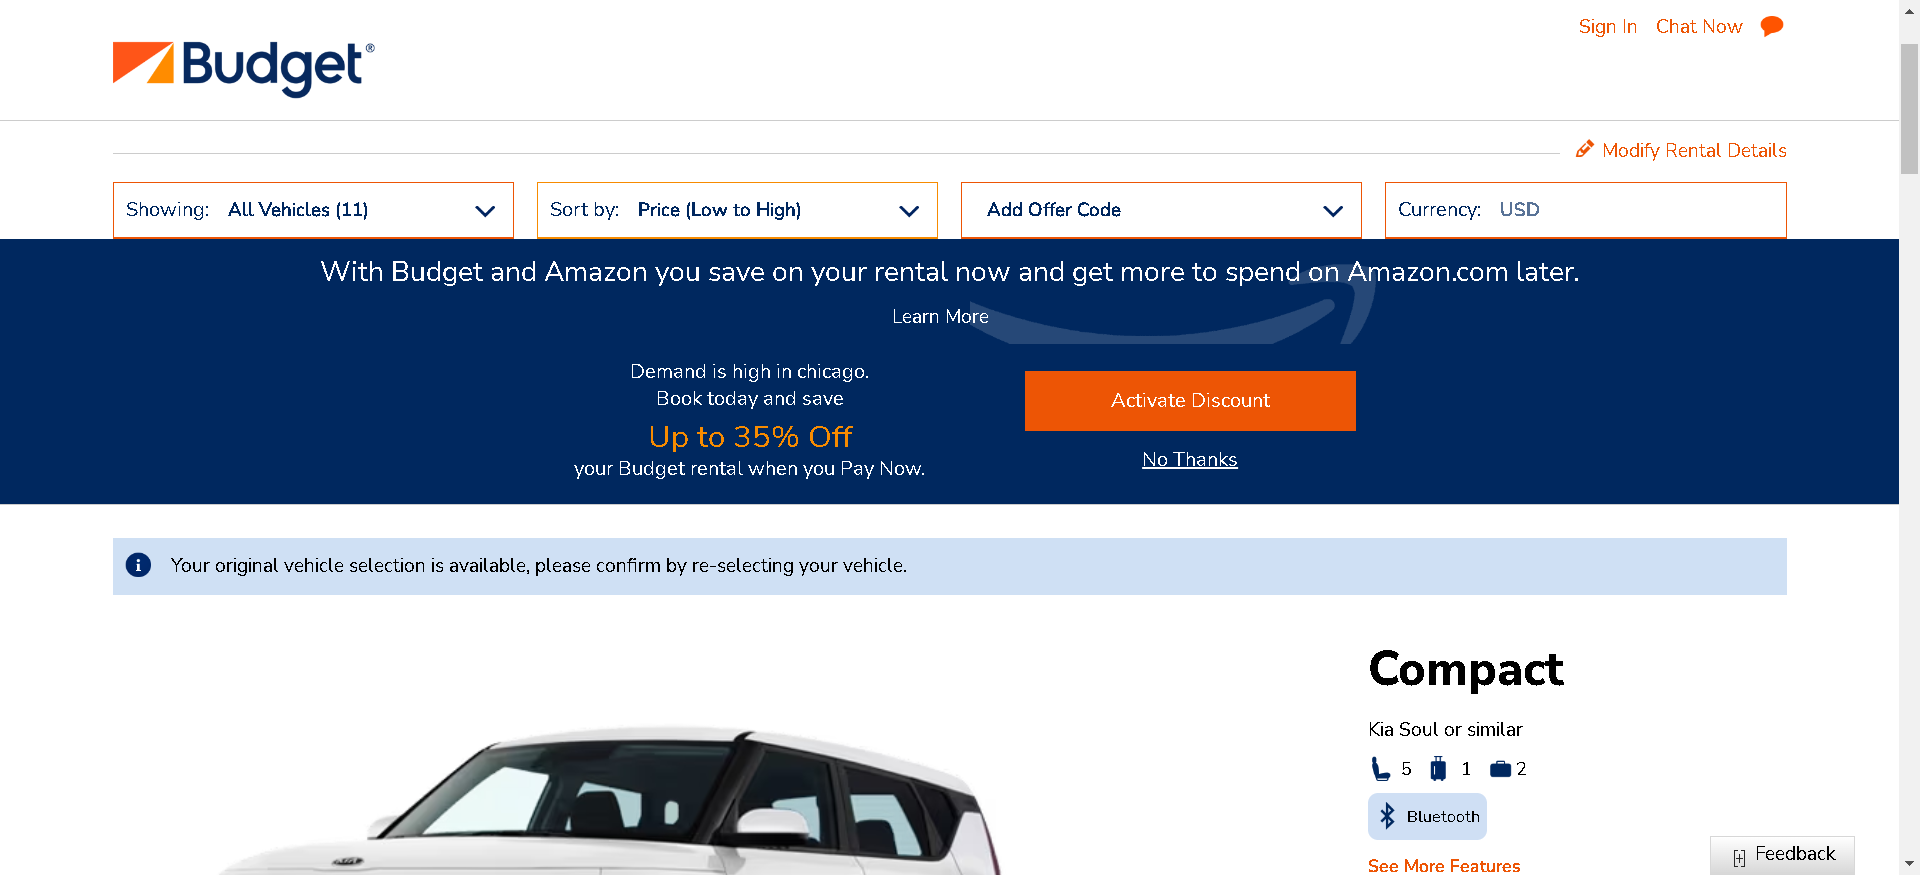 Sign In Chat Now
Budget®
Modify Rental Details
Showing: All Vehicles (11) Sort by: Price (Low to High) Add Offer Code Currency: USD
With Budget and Amazon you save on your rental now and get more to spend on Amazon.com later.
Learn More
Demand is high in chicago.
Book today and save
Up to 35% Off
your Budget rental when you Pay Now.
Activate Discount
No Thanks
Your original vehicle selection is available, please confirm by re-selecting your vehicle.
Compact
Kia Soul or similar
5 1 2
Bluetooth
See More Features
[+] Feedback